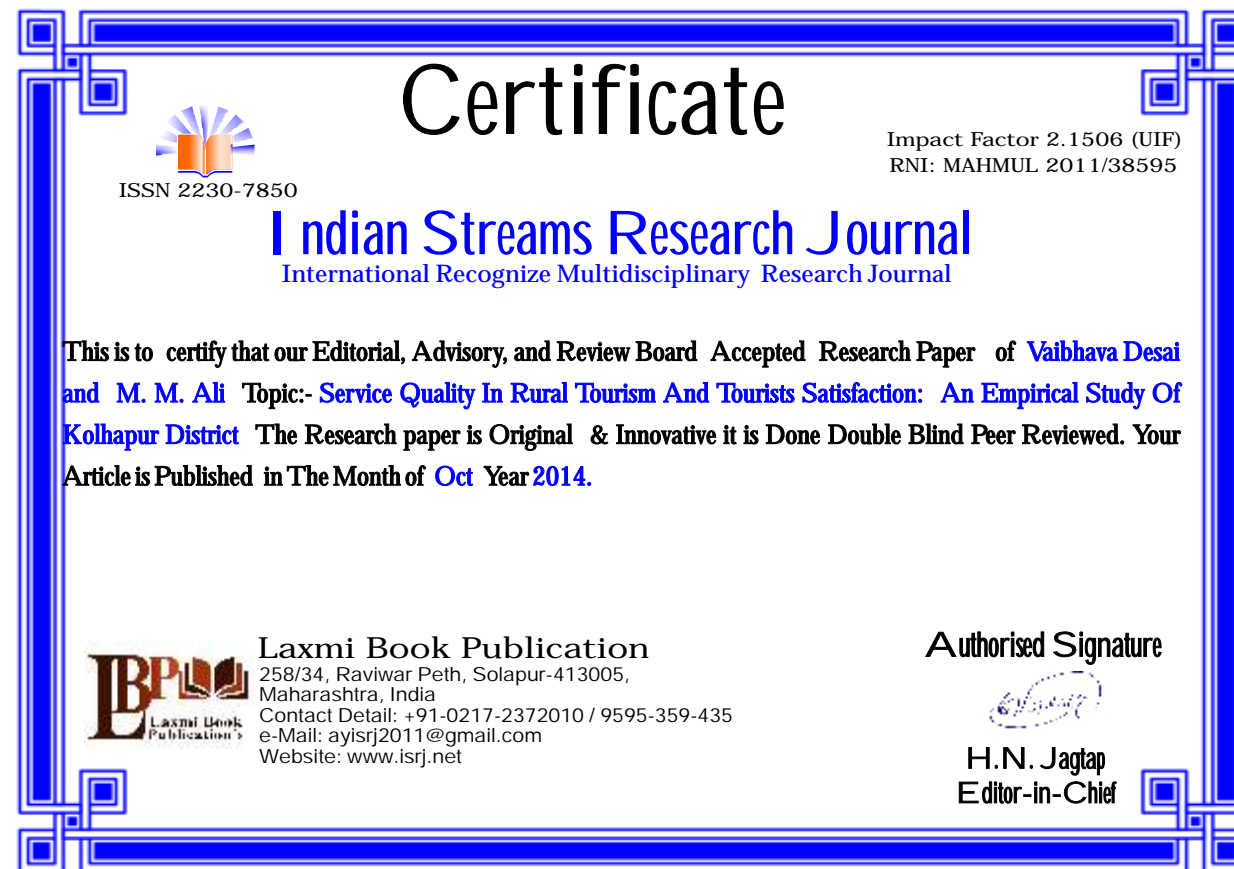 Certificate
Impact Factor 2.1506 (UIF)
RNI: MAHMUL 2011/38595
ISSN 2230-7850
Indian Streams Research Journal
International Recognize Multidisciplinary Research Journal
This is to certify that our Editorial, Advisory, and Review Board Accepted Research Paper of Vaibhava Desai
and M. M. Ali Topic:- Service Quality In Rural Tourism And Tourists Satisfaction: An Empirical Study Of
Kolhapur District The Research paper is Original & Innovative it is Done Double Blind Peer Reviewed. Your
Article is Published in The Month of Oct Year 2014.
LBP
Laxmi Book
Publication's
Laxmi Book Publication
258/34, Raviwar Peth, Solapur-413005,
Maharashtra, India
Contact Detail: +91-0217-2372010 / 9595-359-435
e-Mail: ayisrj2011@gmail.com
Website: www.isrj.net
Authorised Signature
H.N. Jagtap
Editor-in-Chief